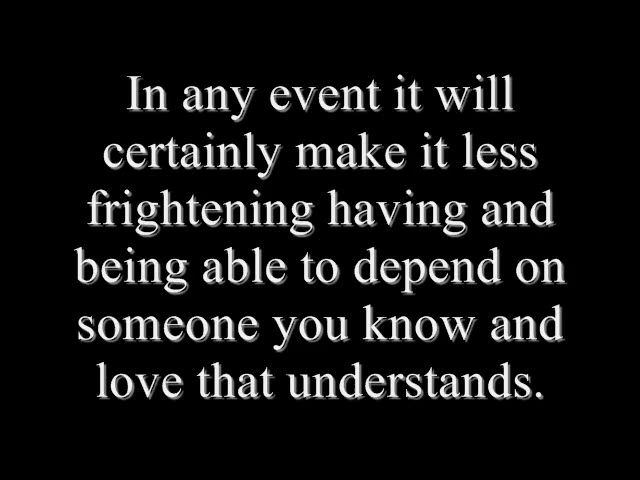 In any event it will
certainly make it less
frightening having and
being able to depend on
someone you know and
love that understands.